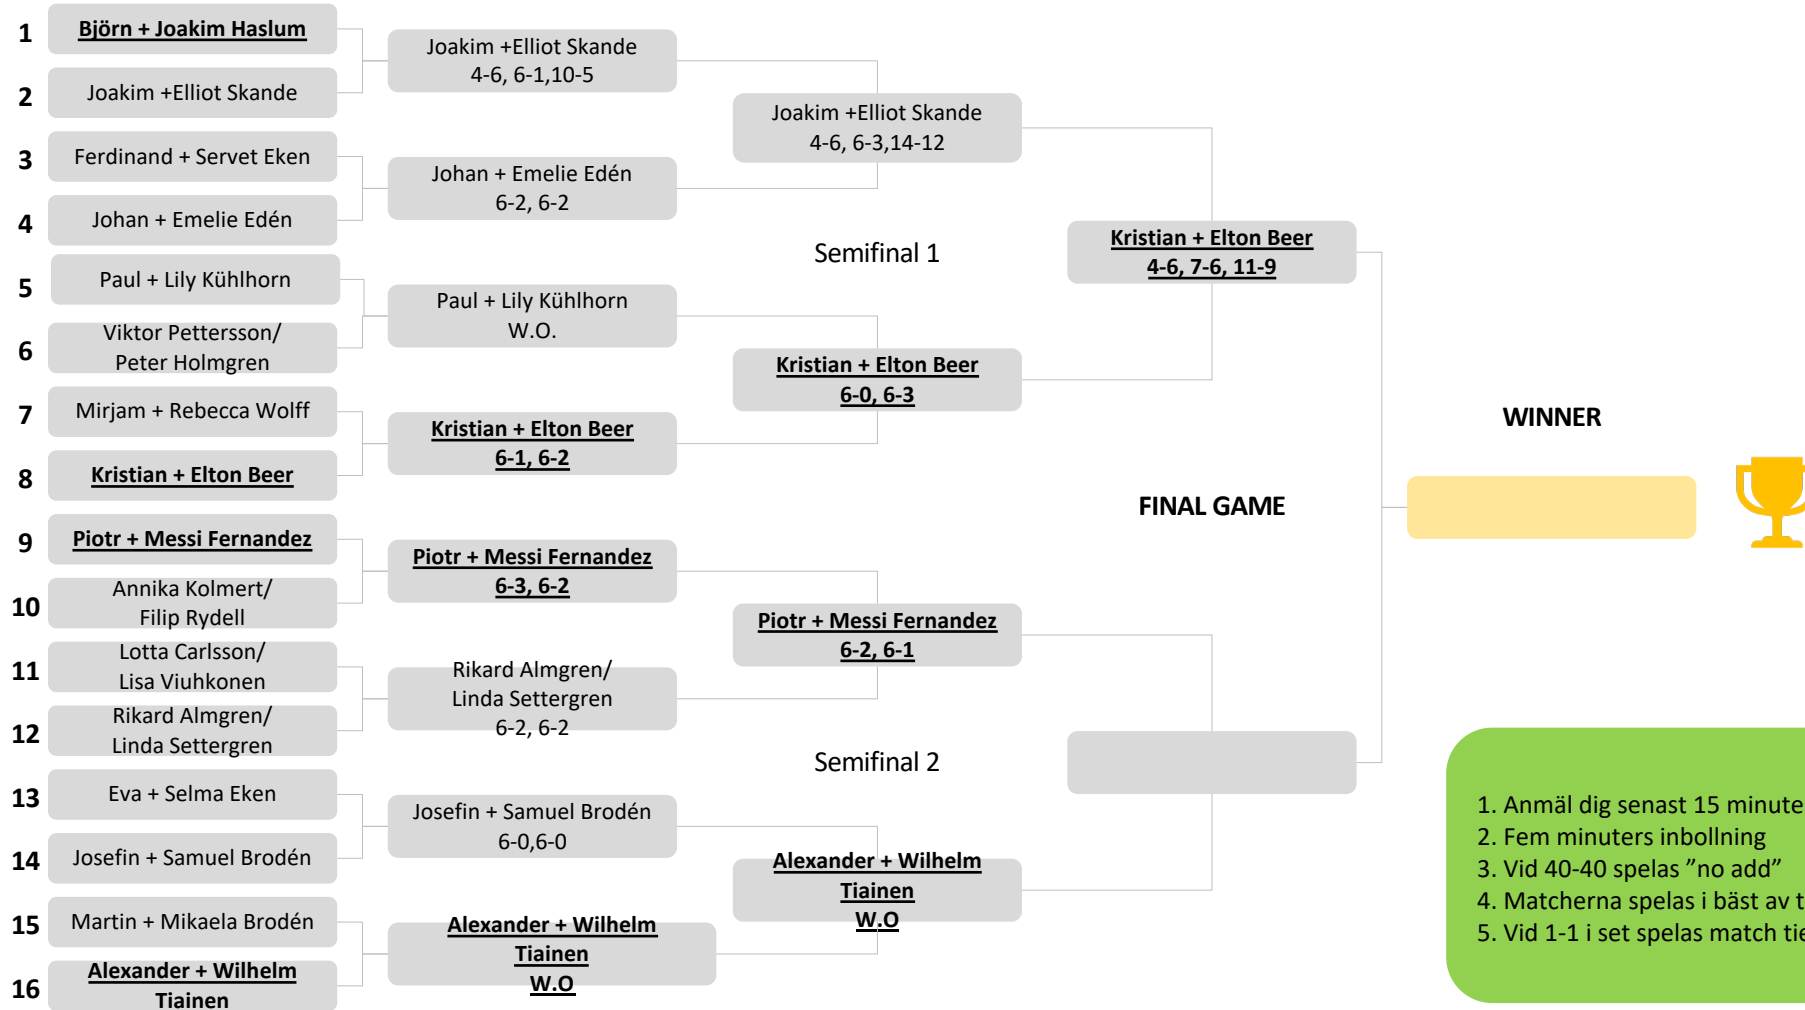 1
Björn + Joakim Haslum
2
Joakim +Elliot Skande
3
Ferdinand + Servet Eken
4
Johan + Emelie Edén
5
Paul + Lily Kühlhorn
6
Viktor Pettersson/
Peter Holmgren
7
Mirjam + Rebecca Wolff
8
Kristian + Elton Beer
9
Piotr + Messi Fernandez
10
Annika Kolmert/
Filip Rydell
11
Lotta Carlsson/
Lisa Viuhkonen
12
Rikard Almgren/
Linda Settergren
13
Eva + Selma Eken
14
Josefin + Samuel Brodén
15
Martin + Mikaela Brodén
16
Alexander + Wilhelm
Tiainen
Joakim +Elliot Skande
4-6, 6-1,10-5
Johan + Emelie Edén
6-2, 6-2
Paul + Lily Kühlhorn
W.O.
Kristian + Elton Beer
6-1, 6-2
Piotr + Messi Fernandez
6-3, 6-2
Rikard Almgren/
Linda Settergren
6-2, 6-2
Josefin + Samuel Brodén
6-0,6-0
Alexander + Wilhelm
Tiainen
W.O
Joakim +Elliot Skande
4-6, 6-3,14-12
Semifinal 1
Kristian + Elton Beer
6-0, 6-3
Piotr + Messi Fernandez
6-2, 6-1
Semifinal 2
Alexander + Wilhelm
Tiainen
W.O
Kristian + Elton Beer
4-6, 7-6, 11-9
FINAL GAME
WINNER
1. Anmäl dig senast 15 minute
2. Fem minuters inbollning
3. Vid 40-40 spelas ”no add”
4. Matcherna spelas i bäst av t
5. Vid 1-1 i set spelas match tie